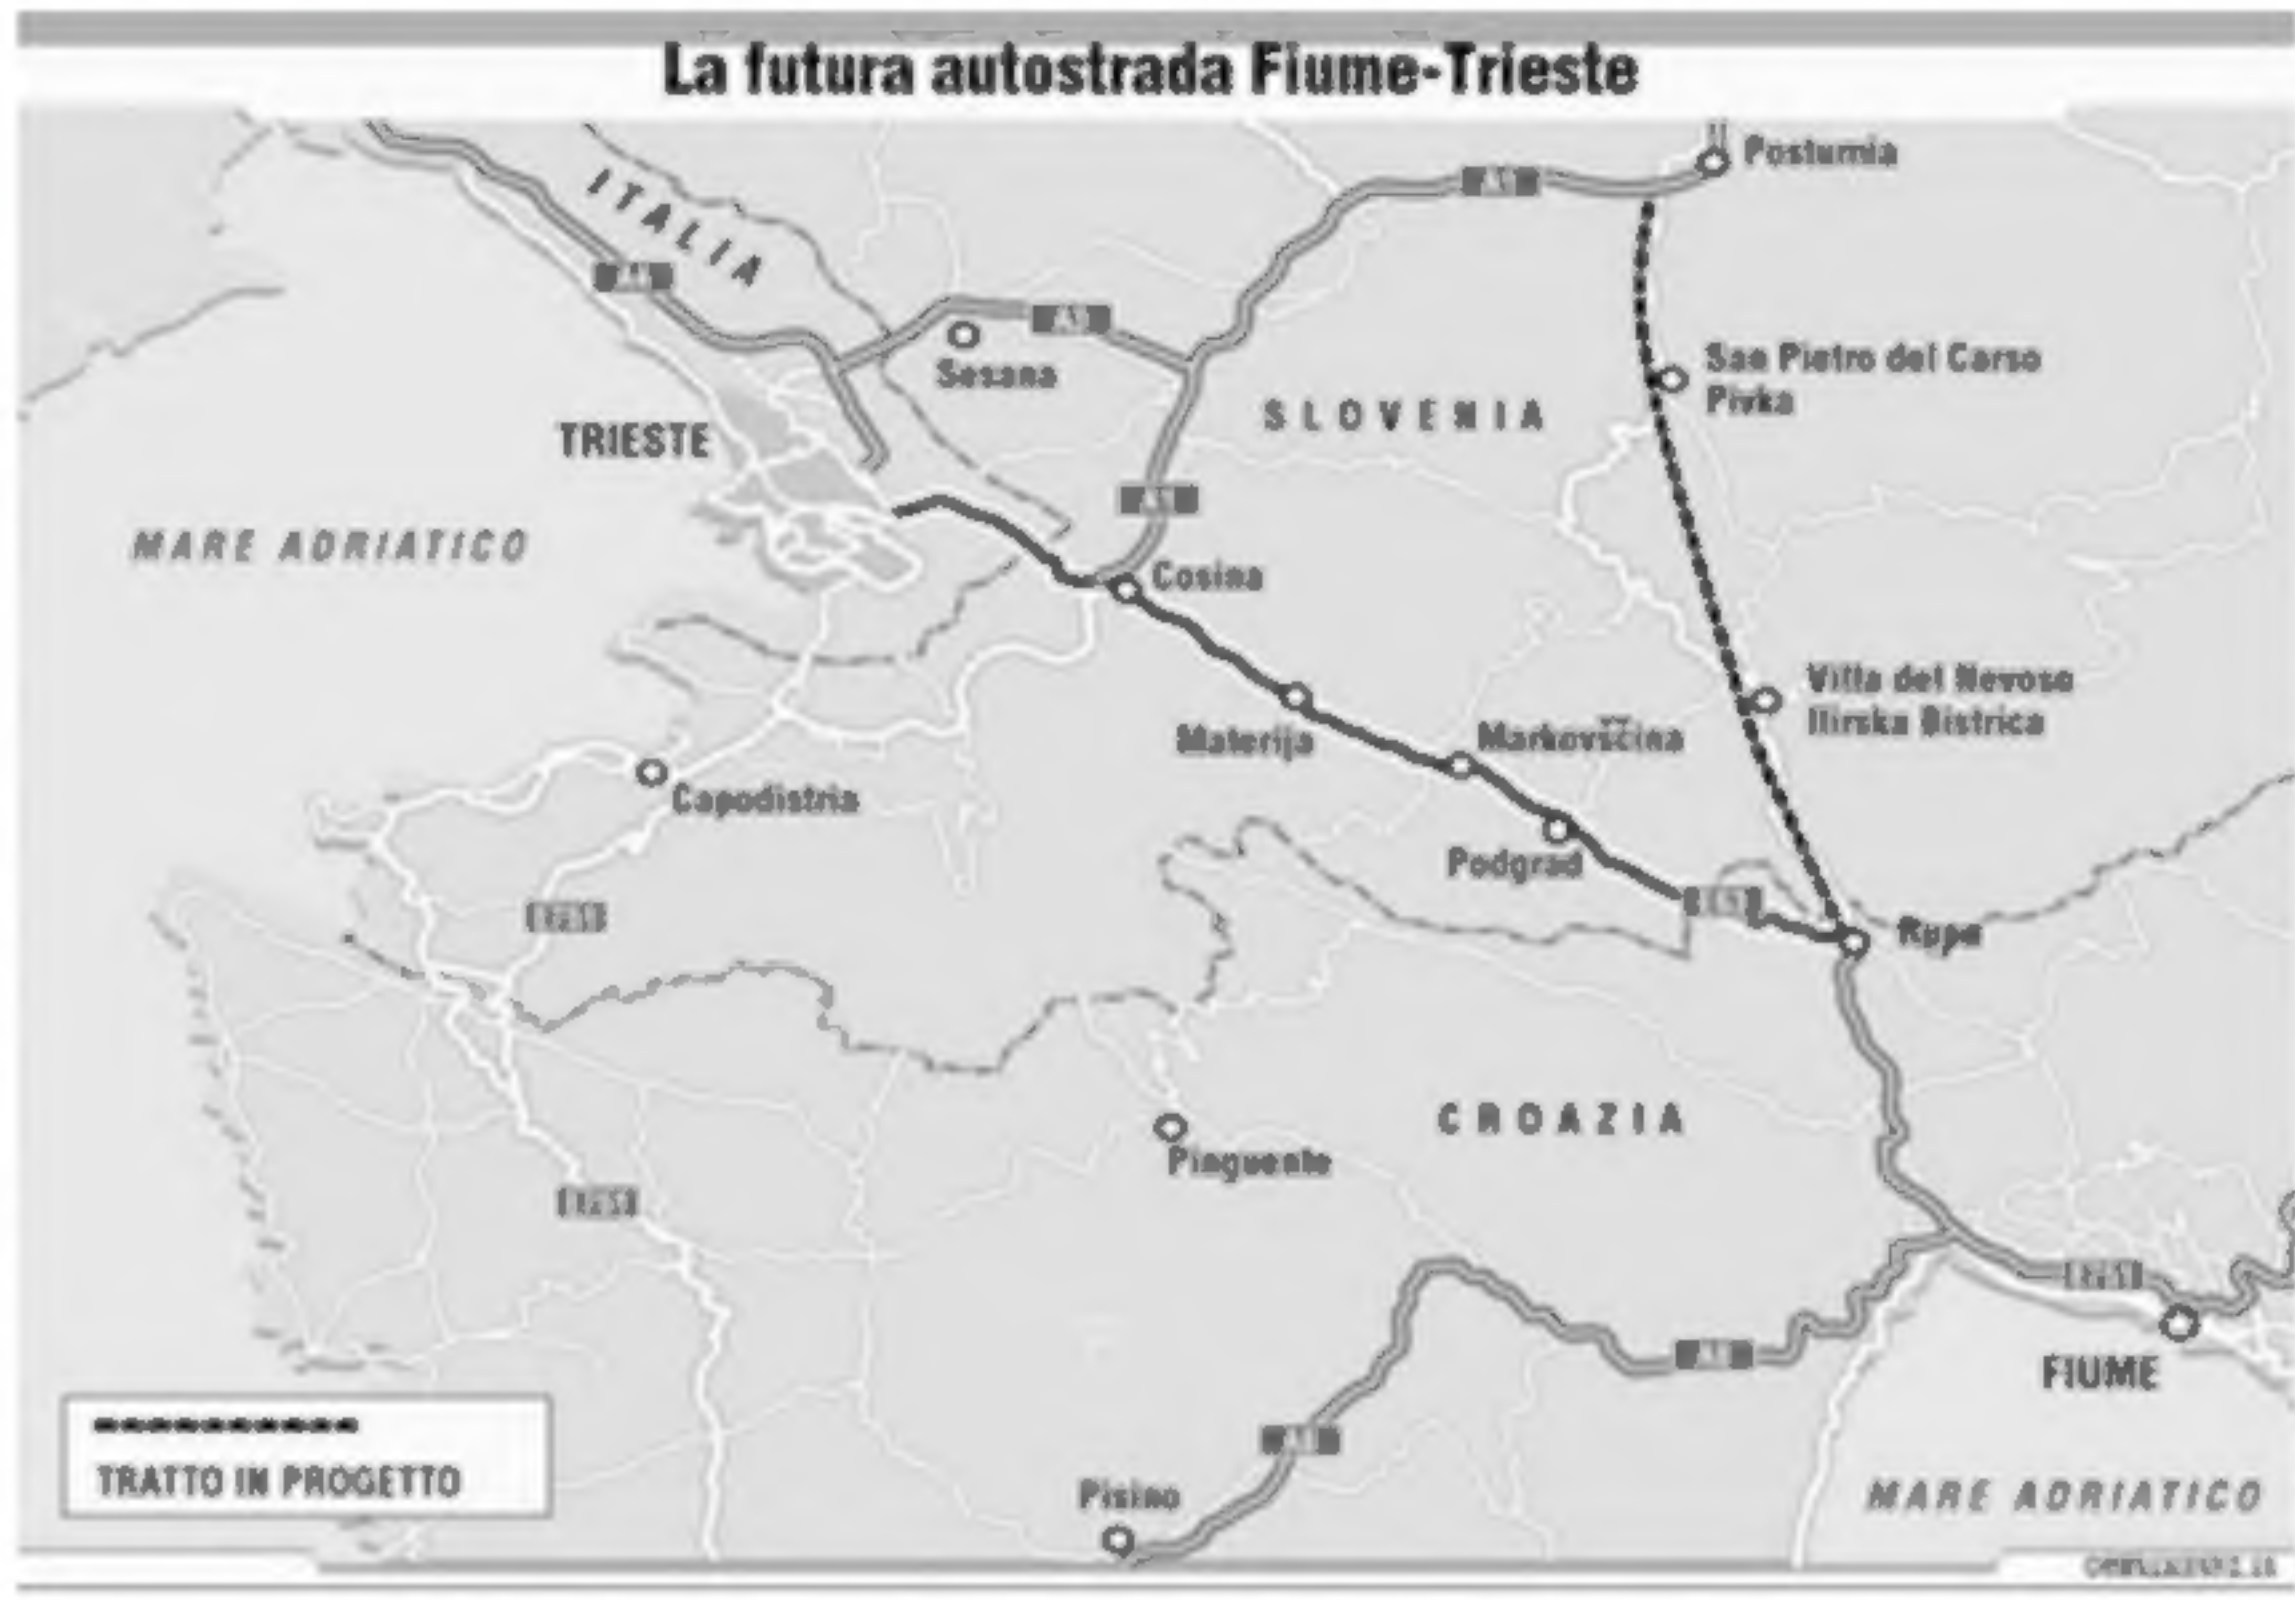 La futura autostrada Fiume-Trieste
Postumia
ITALIA
Sesana
San Pietro del Carso
Pivka
SLOVENIA
TRIESTE
MARE ADRIATICO
Cosina
Villa del Nevoso
Ilirska Bistrica
Materija
Markovščina
Capodistria
Podgrad
Rupa
CROAZIA
Pinguente
FIUME
TRATTO IN PROGETTO
Pisino
MARE ADRIATICO